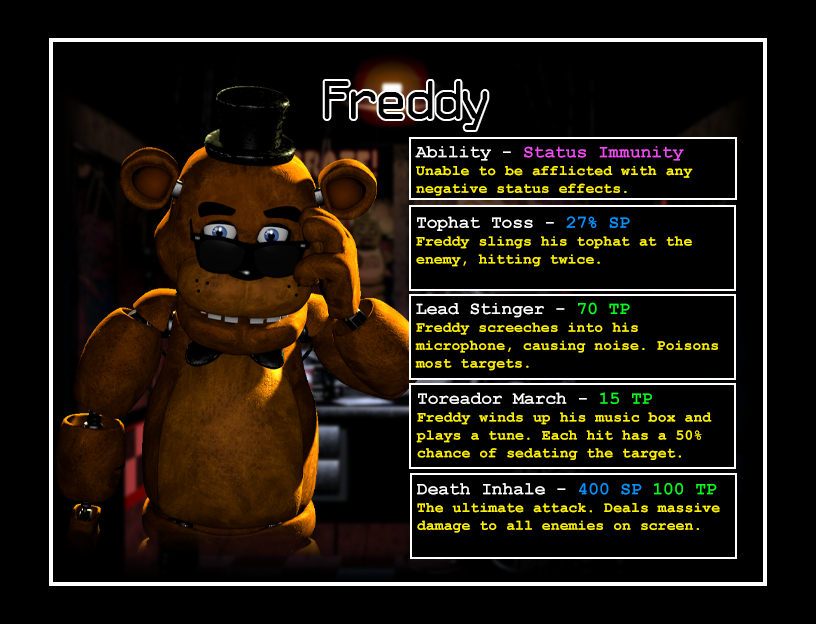 Freddy
Ability - Status Immunity
Unable to be afflicted with any
negative status effects.
Tophat Toss - 27% SP
Freddy slings his tophat at the
enemy, hitting twice.
Lead Stinger - 70 TP
Freddy screeches into his
microphone, causing noise. Poisons
most targets.
Toreador March - 15 TP
Freddy winds up his music box and
plays a tune. Each hit has a 50%
chance of sedating the target.
Death Inhale - 400 SP 100 TP
The ultimate attack. Deals massive
damage to all enemies on screen.